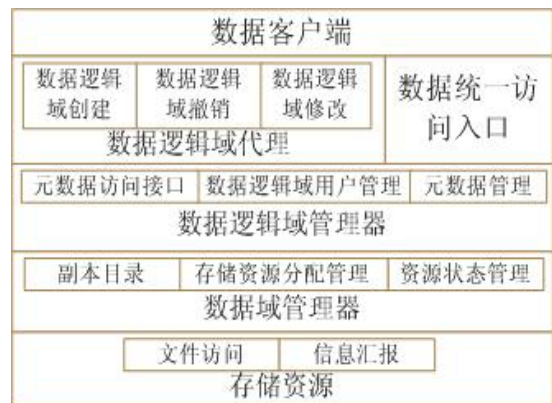 数据客户端
数据逻辑
域创建
数据逻辑
域撤销
数据逻辑
域修改
数据逻辑域代理
数据统一访
问入口
元数据访问接口
数据逻辑域用户管理
元数据管理
数据逻辑域管理器
副本目录
存储资源分配管理
资源状态管理
数据域管理器
文件访问
信息汇报
存储资源